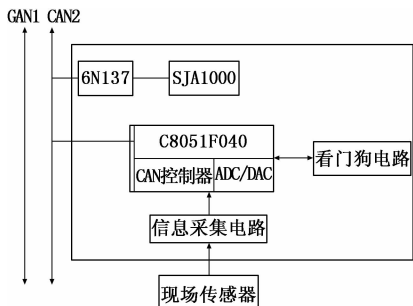 GAN1 CAN2
6N137 SJA1000
C8051F040
CAN控制器 ADC/DAC
看门狗电路
信息采集电路
现场传感器